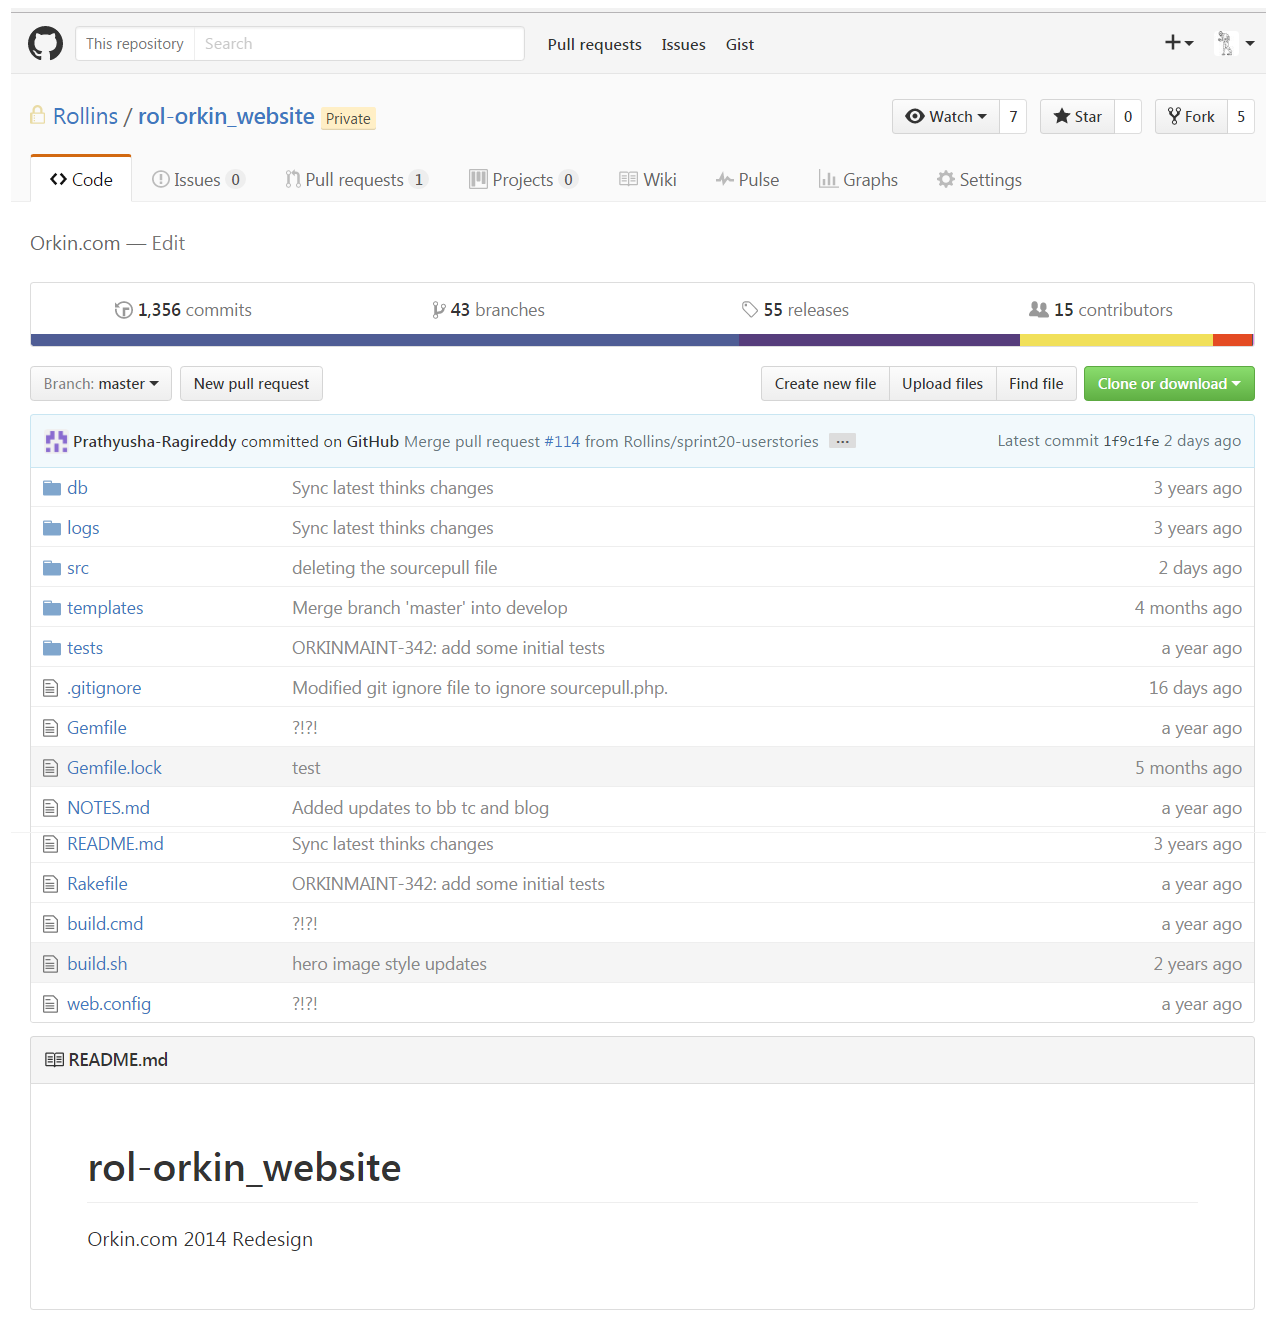 This repository Search Pull requests Issues Gist
Rollins / rol-orkin_website Private Watch 7 Star 0 Fork 5
Code Issues 0 Pull requests 1 Projects 0 Wiki Pulse Graphs Settings
Orkin.com — Edit
1,356 commits 43 branches 55 releases 15 contributors
Branch: master New pull request Create new file Upload files Find file Clone or download
Prathyusha-Ragireddy committed on GitHub Merge pull request #114 from Rollins/sprint20-userstories ... Latest commit 1f9c1fe 2 days ago
db Sync latest thinks changes 3 years ago
logs Sync latest thinks changes 3 years ago
src deleting the sourcepull file 2 days ago
templates Merge branch 'master' into develop 4 months ago
tests ORKINMAINT-342: add some initial tests a year ago
.gitignore Modified git ignore file to ignore sourcepull.php. 16 days ago
Gemfile ?!?! a year ago
Gemfile.lock test 5 months ago
NOTES.md Added updates to bb tc and blog a year ago
README.md Sync latest thinks changes 3 years ago
Rakefile ORKINMAINT-342: add some initial tests a year ago
build.cmd ?!?! a year ago
build.sh hero image style updates 2 years ago
web.config ?!?! a year ago
README.md
rol-orkin_website
Orkin.com 2014 Redesign